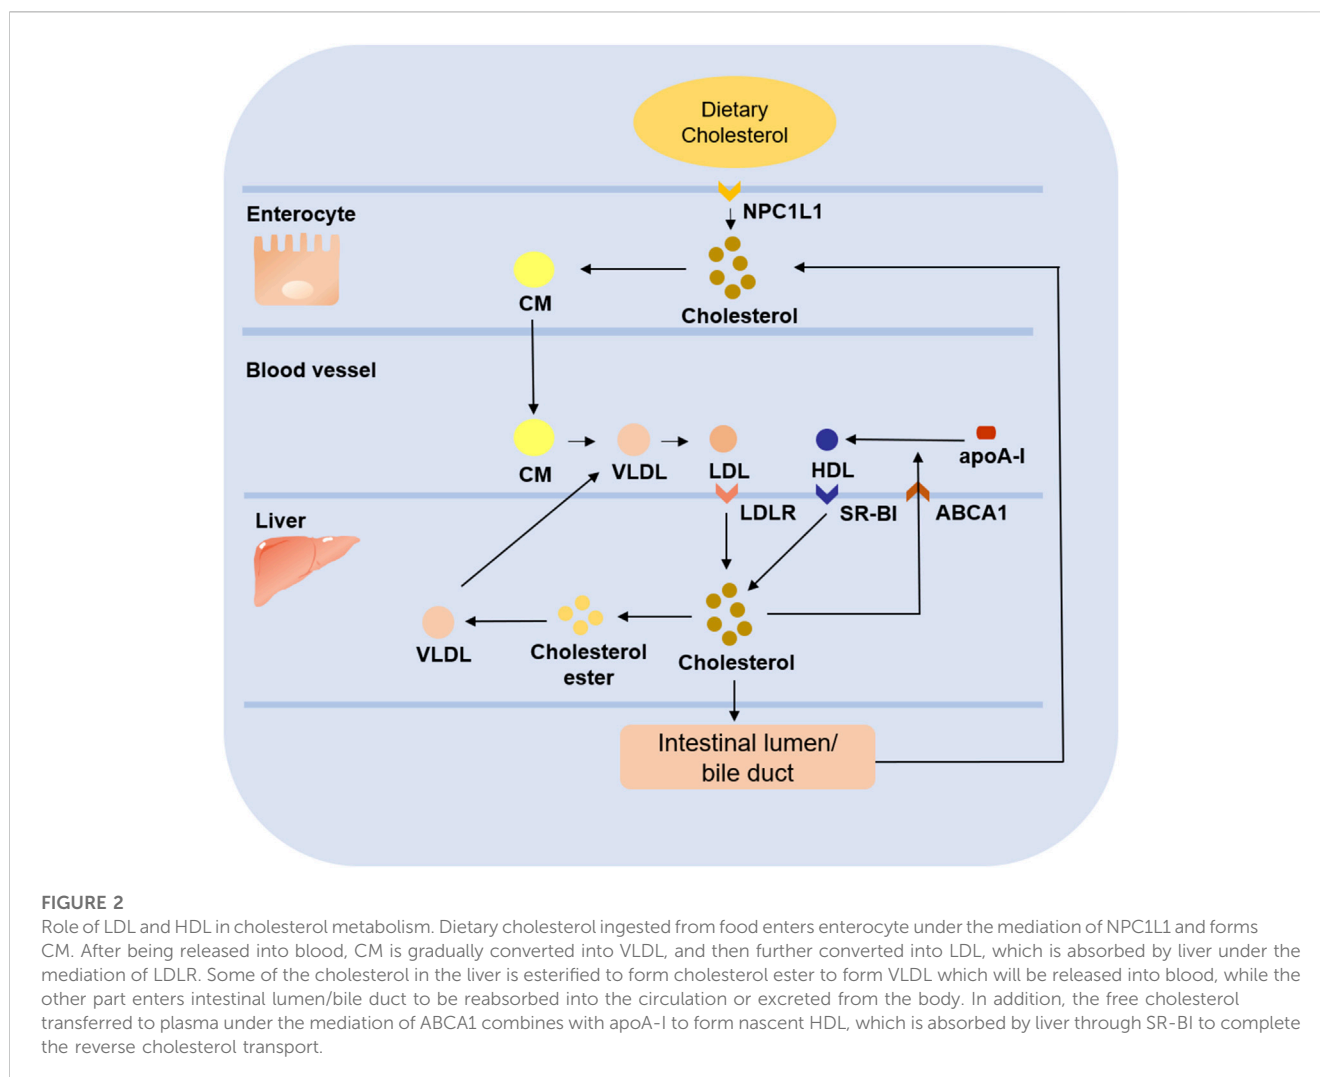 Dietary
Cholesterol
NPC1L1
Enterocyte
CM
Cholesterol
Blood vessel
CM
VLDL
LDL
HDL
apoA-I
Liver
LDLR
SR-BI
ABCA1
VLDL
Cholesterol
ester
Cholesterol
Intestinal lumen/
bile duct
FIGURE 2
Role of LDL and HDL in cholesterol metabolism. Dietary cholesterol ingested from food enters enterocyte under the mediation of NPC1L1 and forms
CM. After being released into blood, CM is gradually converted into VLDL, and then further converted into LDL, which is absorbed by liver under the
mediation of LDLR. Some of the cholesterol in the liver is esterified to form cholesterol ester to form VLDL which will be released into blood, while the
other part enters intestinal lumen/bile duct to be reabsorbed into the circulation or excreted from the body. In addition, the free cholesterol
transferred to plasma under the mediation of ABCA1 combines with apoA-I to form nascent HDL, which is absorbed by liver through SR-BI to complete
the reverse cholesterol transport.